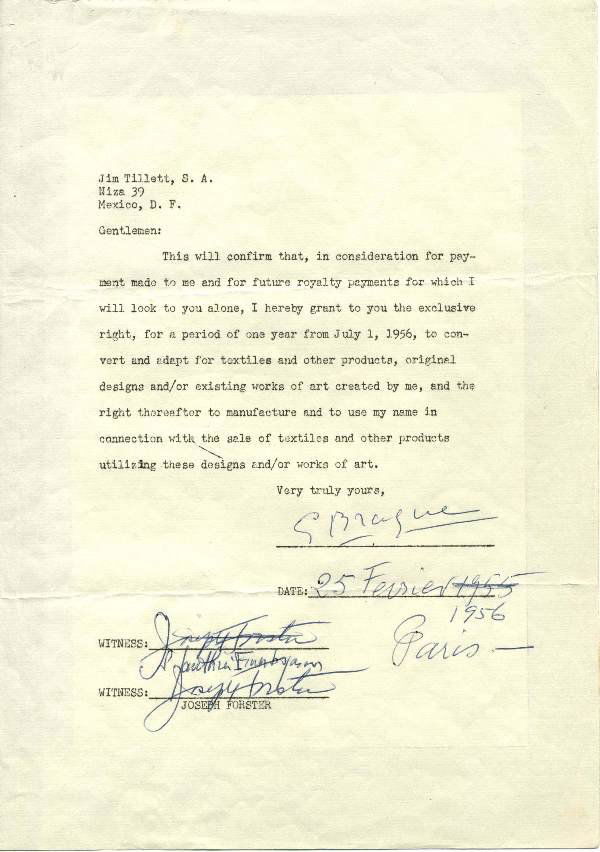 Jim Tillett, S. A.
Niza 39
Mexico, D. F.
Gentlemen:
This will confirm that, in consideration for pay-
ment made to me and for future royalty payments for which I
will look to you alone, I hereby grant to you the exclusive
right, for a period of one year from July 1, 1956, to con-
vert and adapt for textiles and other products, original
designs and/or existing works of art created by me, and the
right thereafter to manufacture and to use my name in
connection with the sale of textiles and other products
utilizing these designs and/or works of art.
Very truly yours,
G Braque
DATE: 25 Fevrier 1955
1956
WITNESS: Joseph Forster
Paris
WITNESS: Joseph Forster
JOSEPH FORSTER